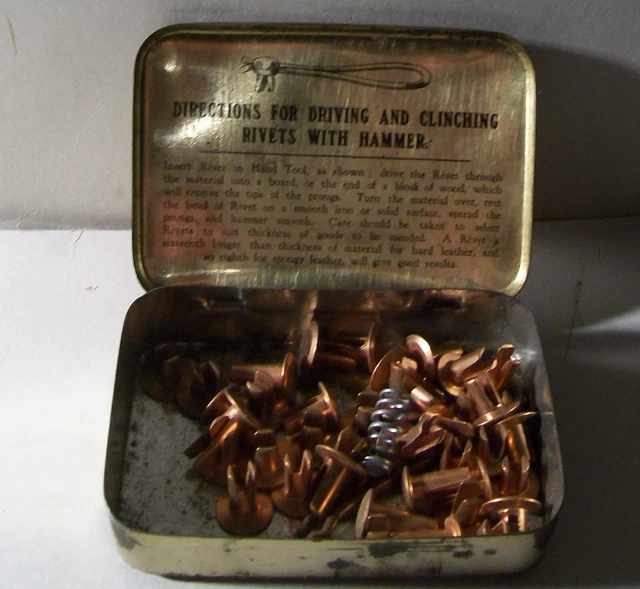 DIRECTIONS FOR DRIVING AND CLINCHING
RIVETS WITH HAMMER.
Insert Rivet in Hand Tool, as shown; drive the Rivet through
the material into a board, or the end of a block of wood, which
will receive the tips of the prongs. Turn the material over, rest
the head of Rivet on a smooth iron or solid surface, spread the
prongs, and hammer smooth. Care should be taken to select
Rivets to suit thickness of goods to be mended. A Rivet a
sixteenth longer than thickness of material for hard leather, and
an eighth for spongy leather, will give good results.